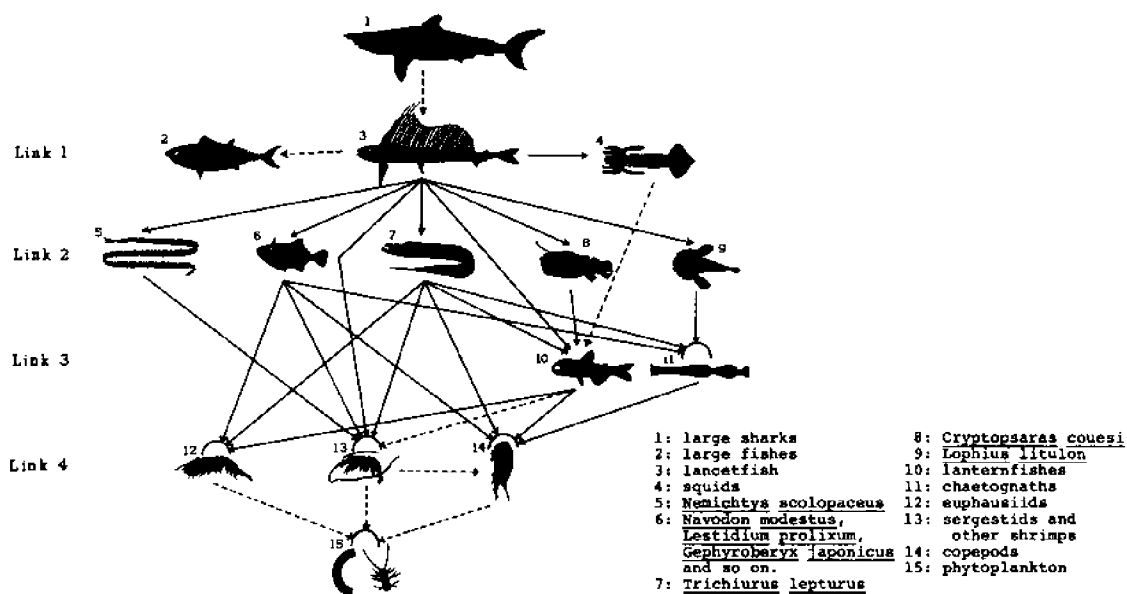 1
Link 1
2
3
4
Link 2
5
6
7
8
9
Link 3
10
11
Link 4
12
13
14
15
1: large sharks
2: large fishes
3: lancetfish
4: squids
5: Nemichtys scolopaceus
6: Navodon modestus,
Lestidium prolixum,
Gephyroberyx japonicus
and so on.
7: Trichiurus lepturus
8: Cryptopsaras couesi
9: Lophius litulon
10: lanternfishes
11: chaetognaths
12: euphausiids
13: sergestids and
other shrimps
14: copepods
15: phytoplankton